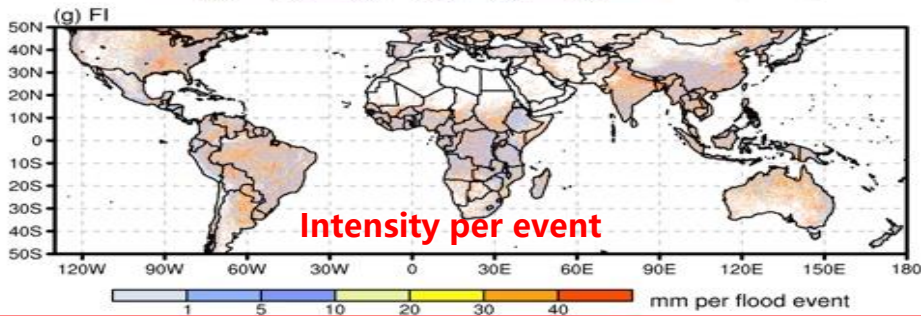 (g) FI
50N
40N
30N
20N
10N
0
10S
20S
30S
40S
50S
Intensity per event
120W 90W 60W 30W 0 30E 60E 90E 120E 150E 180
1 5 10 20 30 40 mm per flood event